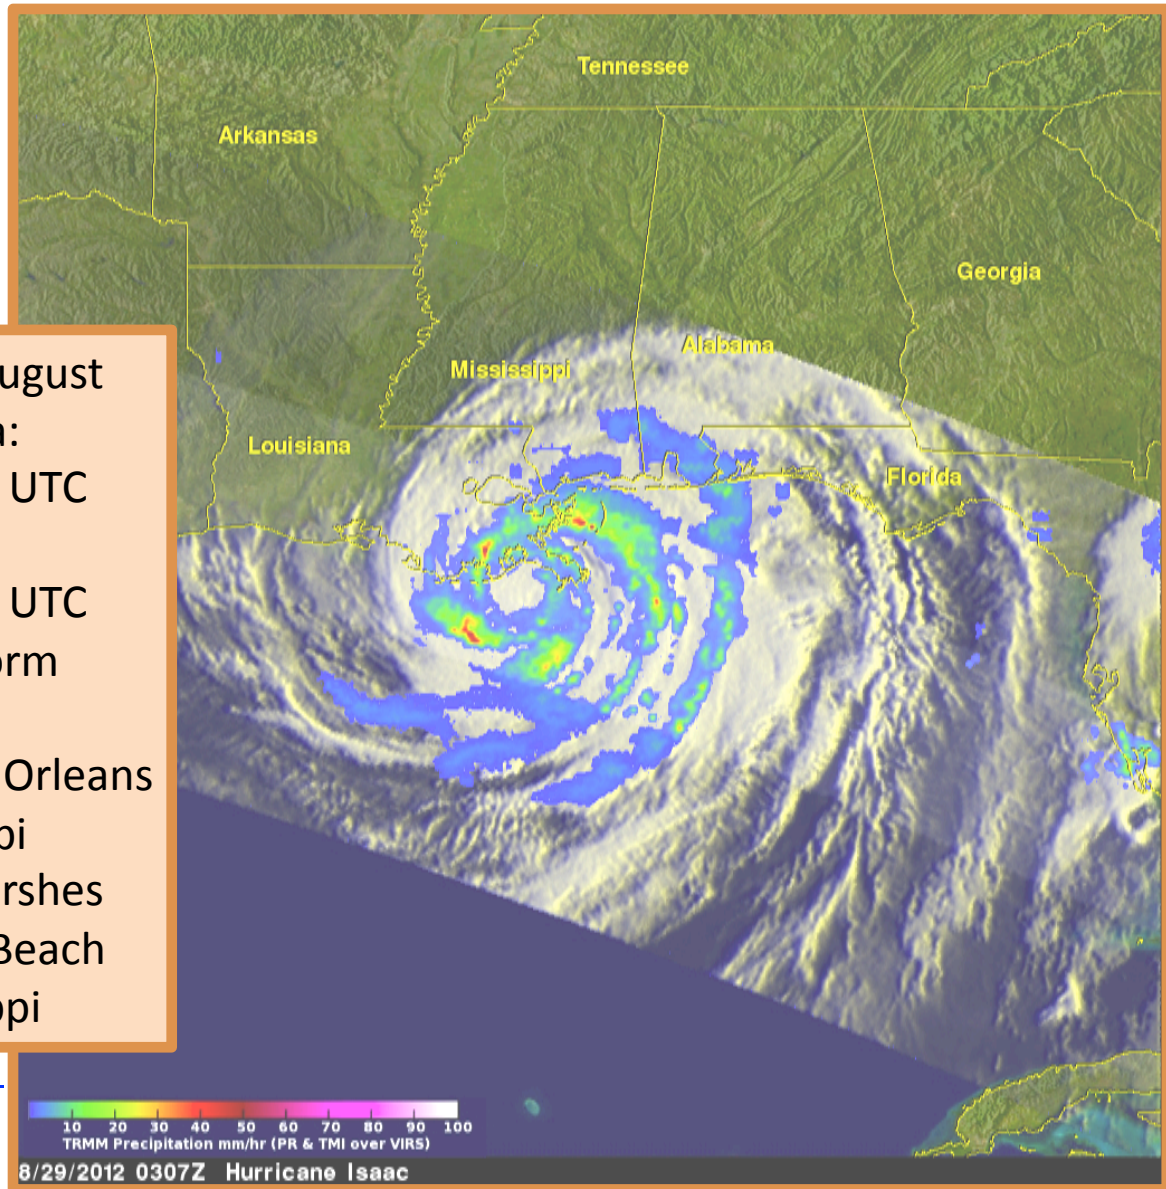 Tennessee
Arkansas
Georgia
Alabama
Mississippi
Louisiana
Florida
ugust
:
UTC
UTC
orm
Orleans
pi
rshes
Beach
ppi
10 20 30 40 50 60 70 80 90 100
TRMM Precipitation mm/hr (PR & TMI over VIRS)
8/29/2012 0307Z Hurricane Isaac